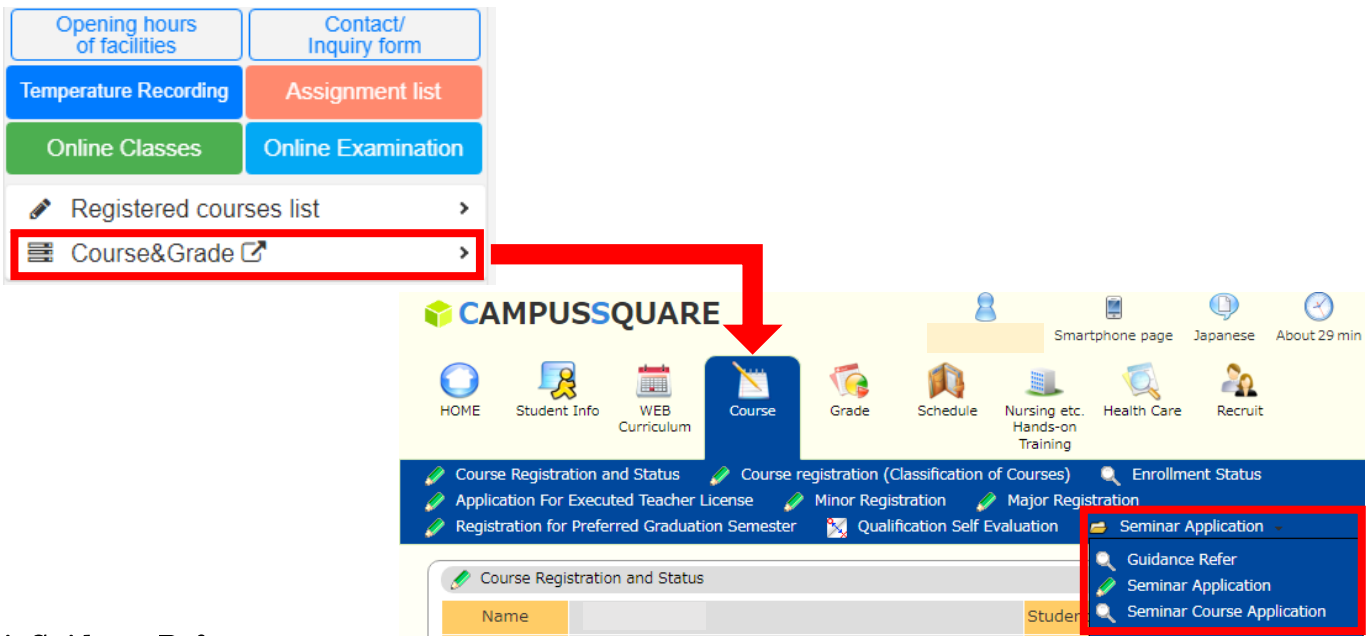 Opening hours
of facilities
Contact/
Inquiry form
Temperature Recording
Assignment list
Online Classes
Online Examination
Registered courses list
Course&Grade
CAMPUSSQUARE
Smartphone page
Japanese
About 29 min
HOME
Student Info
WEB
Curriculum
Course
Grade
Schedule
Nursing etc.
Hands-on
Training
Health Care
Recruit
Course Registration and Status
Course registration (Classification of Courses)
Enrollment Status
Application For Executed Teacher License
Minor Registration
Major Registration
Registration for Preferred Graduation Semester
Qualification Self Evaluation
Seminar Application
Guidance Refer
Seminar Application
Seminar Course Application
Course Registration and Status
Name
Studen